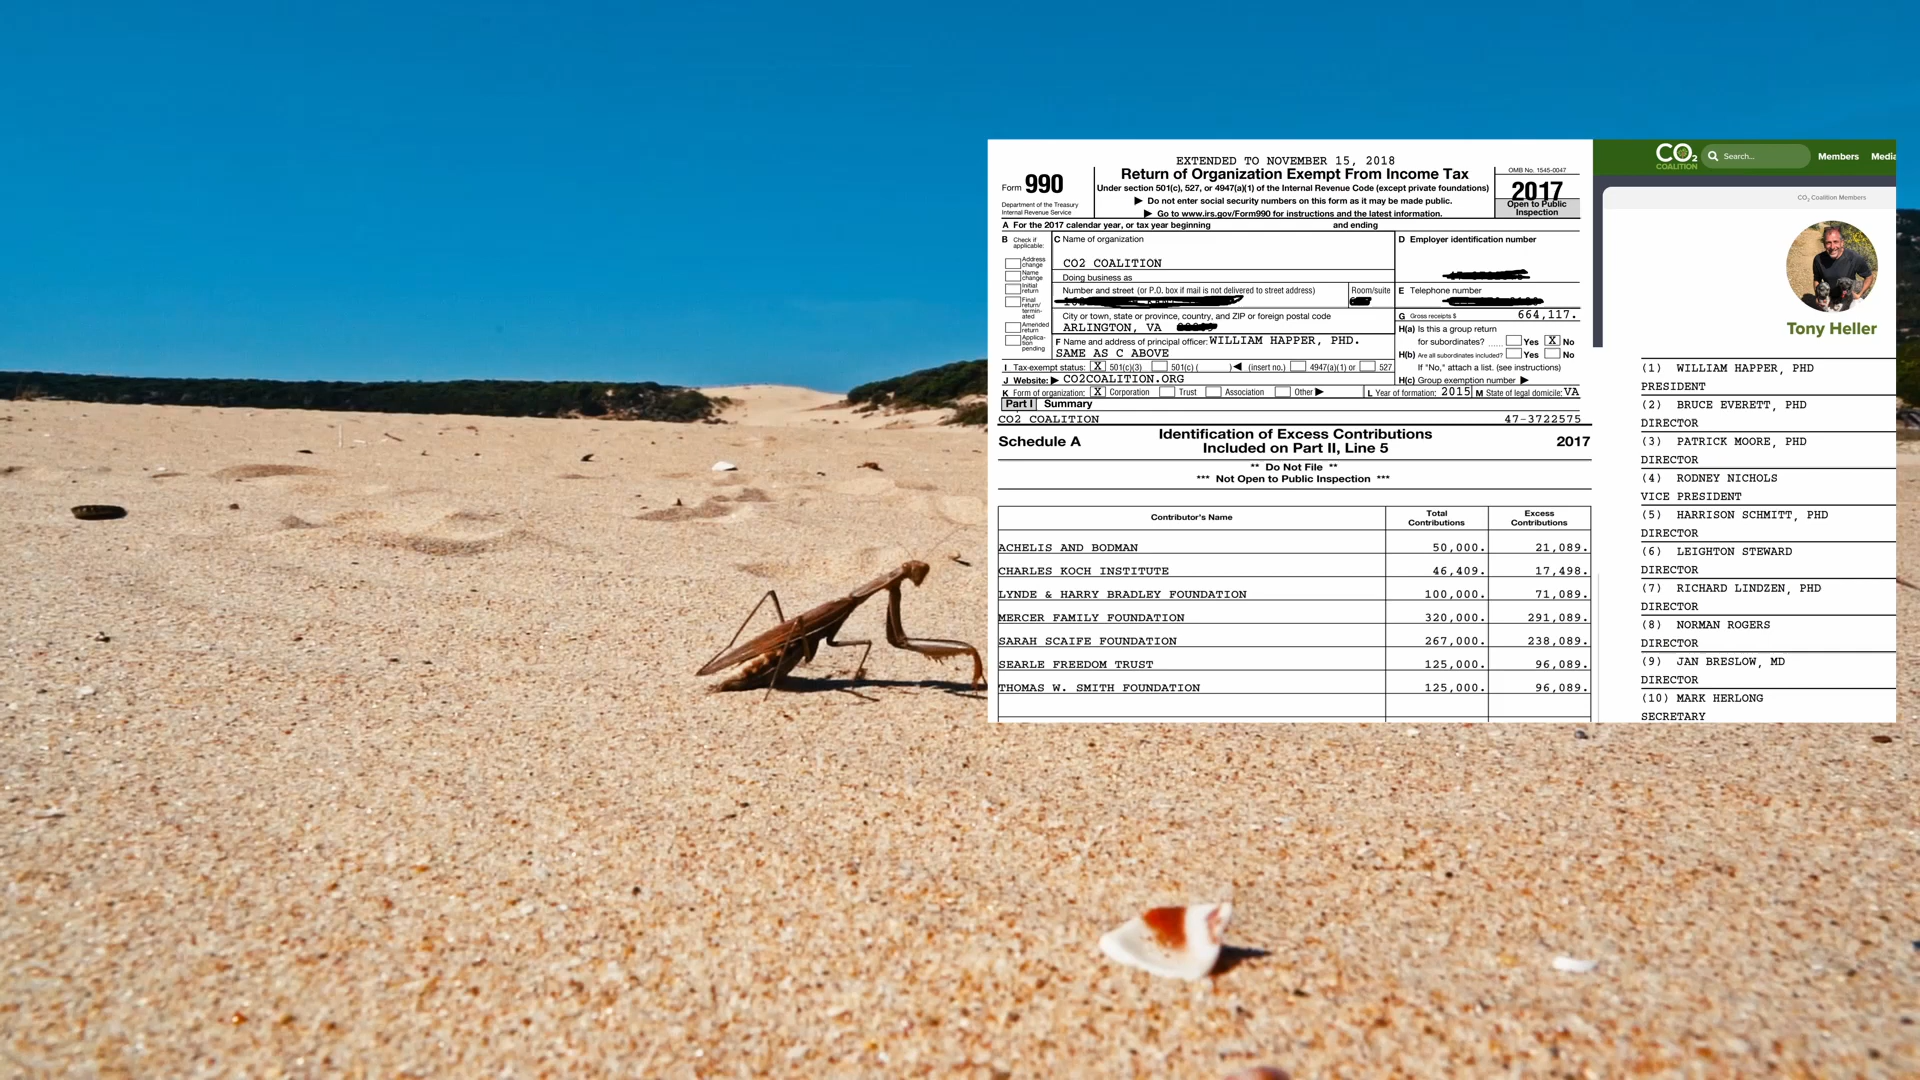 EXTENDED TO NOVEMBER 15, 2018
Form 990
Department of the Treasury
Internal Revenue Service
Return of Organization Exempt From Income Tax
Under section 501(c), 527, or 4947(a)(1) of the Internal Revenue Code (except private foundations)
▶ Do not enter social security numbers on this form as it may be made public.
▶ Go to www.irs.gov/Form990 for instructions and the latest information.
OMB No. 1545-0047
2017
Open to Public
Inspection
A For the 2017 calendar year, or tax year beginning and ending
B Check if
applicable:
Address
change
Name
change
Initial
return
Final
return/
termin-
ated
Amended
return
Applica-
tion
pending
C Name of organization
CO2 COALITION
Doing business as
Number and street (or P.O. box if mail is not delivered to street address)
Room/suite
City or town, state or province, country, and ZIP or foreign postal code
ARLINGTON, VA
F Name and address of principal officer: WILLIAM HAPPER, PHD.
SAME AS C ABOVE
D Employer identification number
E Telephone number
G Gross receipts $ 664,117.
H(a) Is this a group return
for subordinates? Yes X No
H(b) Are all subordinates included? Yes No
If "No," attach a list. (see instructions)
H(c) Group exemption number ▶
I Tax-exempt status: X 501(c)(3) 501(c) ( ) ◀ (insert no.) 4947(a)(1) or 527
J Website: ▶ CO2COALITION.ORG
K Form of organization: X Corporation Trust Association Other ▶
L Year of formation: 2015 M State of legal domicile: VA
Part I Summary
CO2 COALITION 47-3722575
Schedule A
Identification of Excess Contributions
Included on Part II, Line 5
2017
** Do Not File **
*** Not Open to Public Inspection ***
Contributor's Name Total Contributions Excess Contributions
ACHELIS AND BODMAN 50,000. 21,089.
CHARLES KOCH INSTITUTE 46,409. 17,498.
LYNDE & HARRY BRADLEY FOUNDATION 100,000. 71,089.
MERCER FAMILY FOUNDATION 320,000. 291,089.
SARAH SCAIFE FOUNDATION 267,000. 238,089.
SEARLE FREEDOM TRUST 125,000. 96,089.
THOMAS W. SMITH FOUNDATION 125,000. 96,089.
CO2
COALITION
Search...
Members
Media
CO2 Coalition Members
Tony Heller
(1) WILLIAM HAPPER, PHD
PRESIDENT
(2) BRUCE EVERETT, PHD
DIRECTOR
(3) PATRICK MOORE, PHD
DIRECTOR
(4) RODNEY NICHOLS
VICE PRESIDENT
(5) HARRISON SCHMITT, PHD
DIRECTOR
(6) LEIGHTON STEWARD
DIRECTOR
(7) RICHARD LINDZEN, PHD
DIRECTOR
(8) NORMAN ROGERS
DIRECTOR
(9) JAN BRESLOW, MD
DIRECTOR
(10) MARK HERLONG
SECRETARY